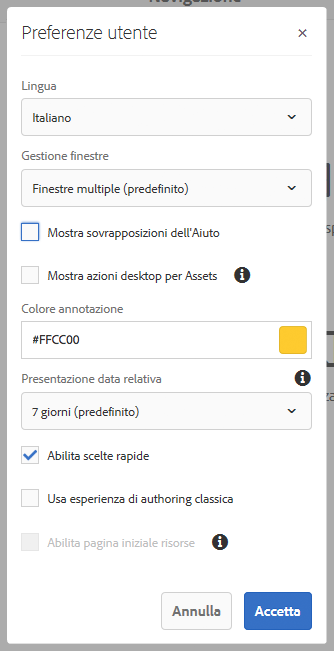 Preferenze utente
Lingua
Italiano
Gestione finestre
Finestre multiple (predefinito)
Mostra sovrapposizioni dell'Aiuto
Mostra azioni desktop per Assets
Colore annotazione
#FFCC00
Presentazione data relativa
7 giorni (predefinito)
Abilita scelte rapide
Usa esperienza di authoring classica
Abilita pagina iniziale risorse
Annulla
Accetta